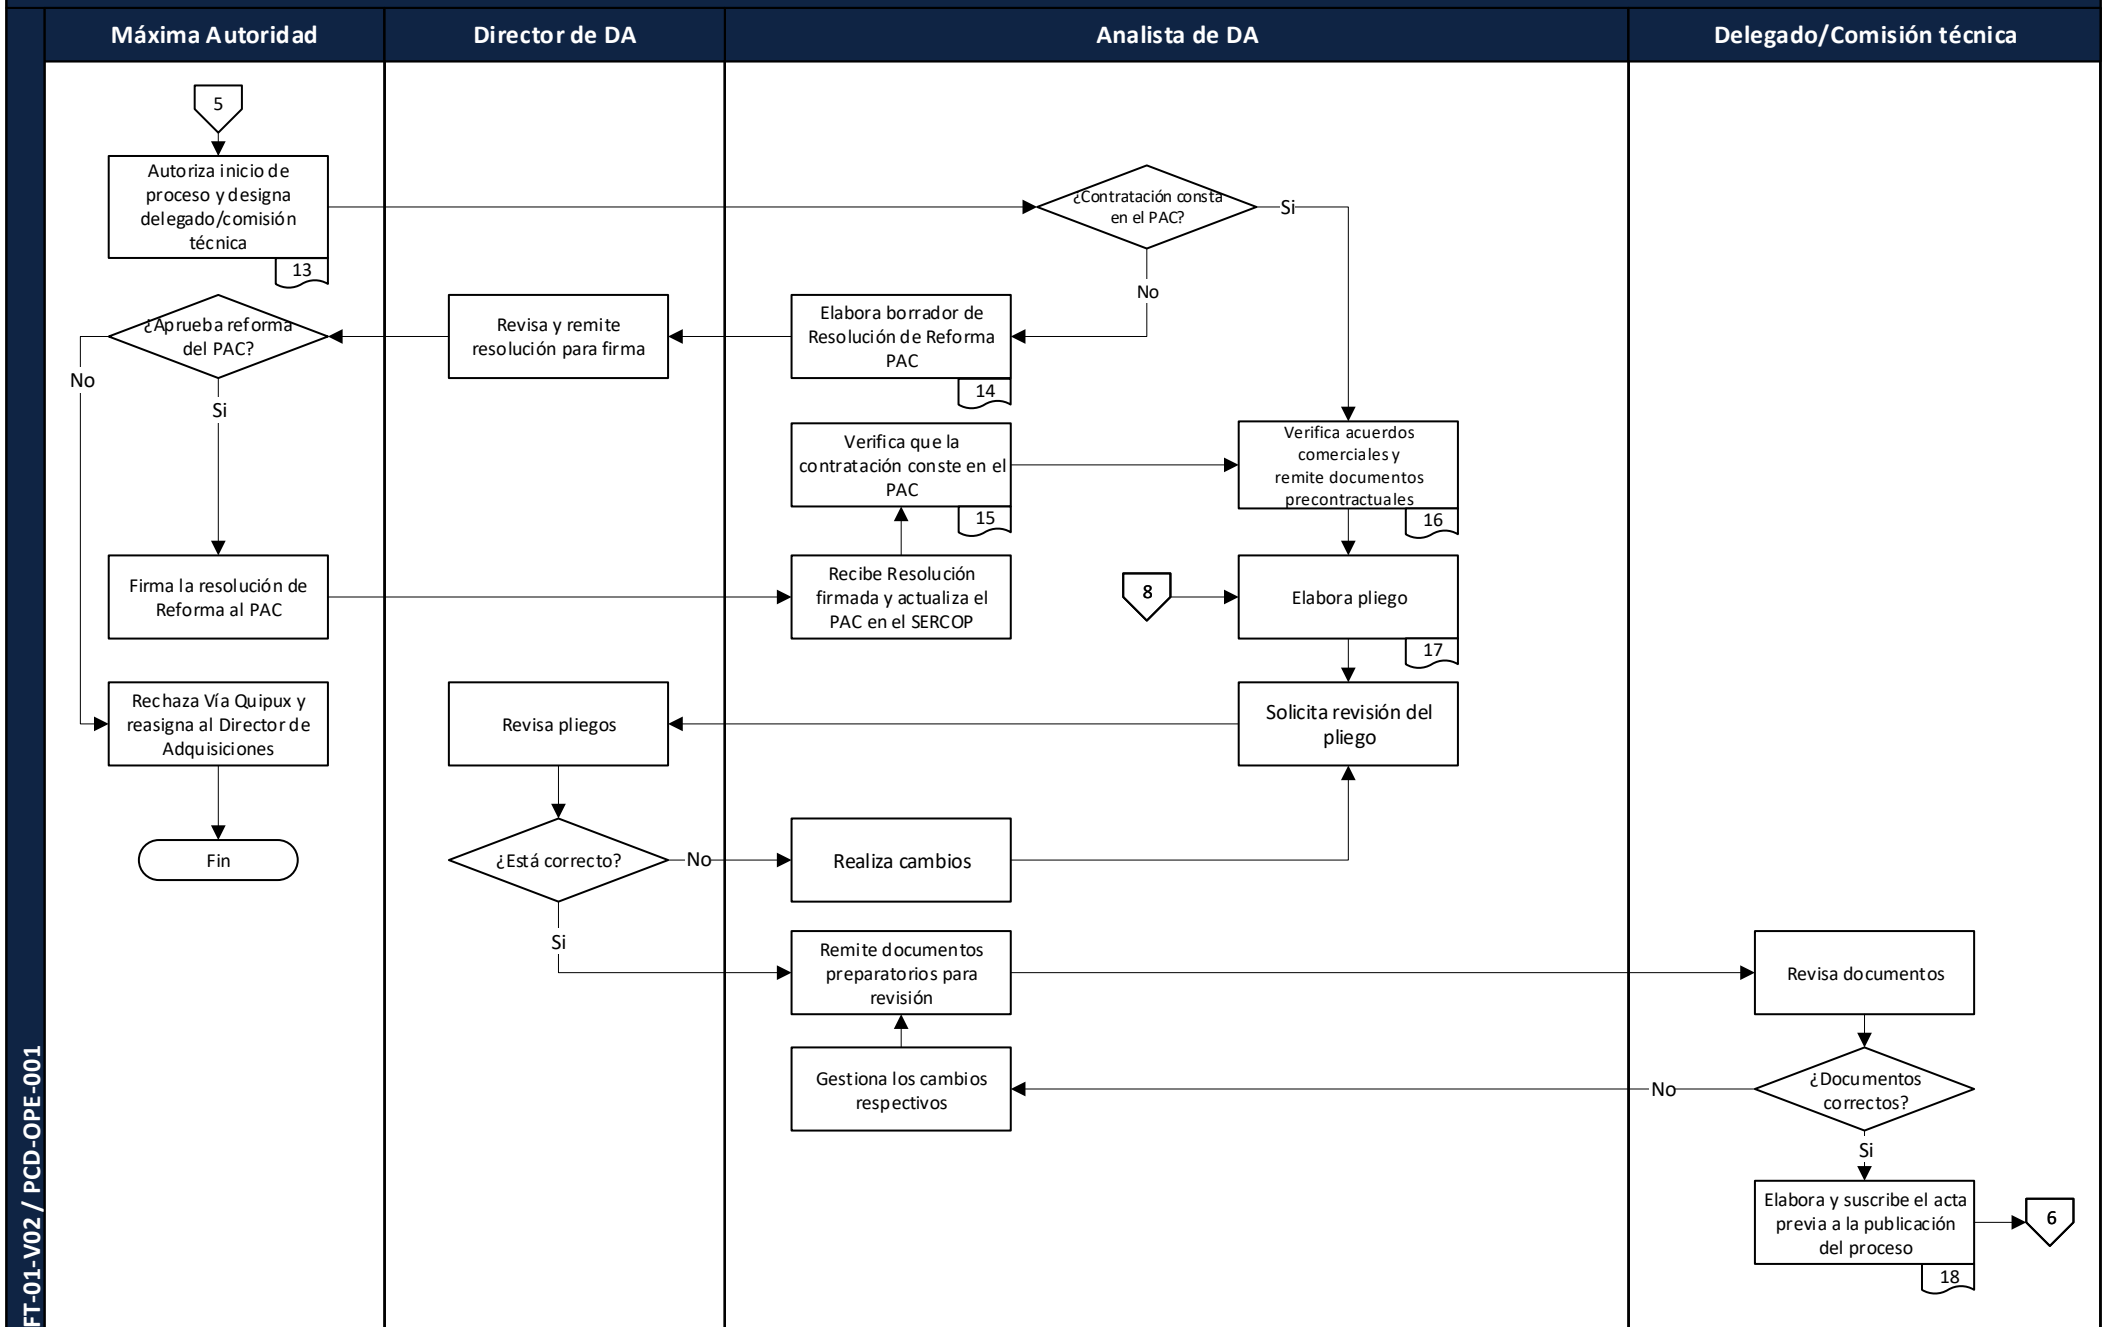 Máxima Autoridad
Director de DA
Analista de DA
Delegado/Comisión técnica
5
Autoriza inicio de
proceso y designa
delegado/comisión
técnica
13
¿Contratación consta
en el PAC?
Si
No
¿Aprueba reforma
del PAC?
No
Si
Revisa y remite
resolución para firma
Elabora borrador de
Resolución de Reforma
PAC
14
Verifica que la
contratación conste en el
PAC
15
Verifica acuerdos
comerciales y
remite documentos
precontractuales
16
Firma la resolución de
Reforma al PAC
Recibe Resolución
firmada y actualiza el
PAC en el SERCOP
8
Elabora pliego
17
Rechaza Vía Quipux y
reasigna al Director de
Adquisiciones
Revisa pliegos
Solicita revisión del
pliego
Fin
¿Está correcto?
No
Realiza cambios
Si
Remite documentos
preparatorios para
revisión
Revisa documentos
Gestiona los cambios
respectivos
No
¿Documentos
correctos?
Si
Elabora y suscribe el acta
previa a la publicación
del proceso
18
6
FT-01-V02 / PCD-OPE-001